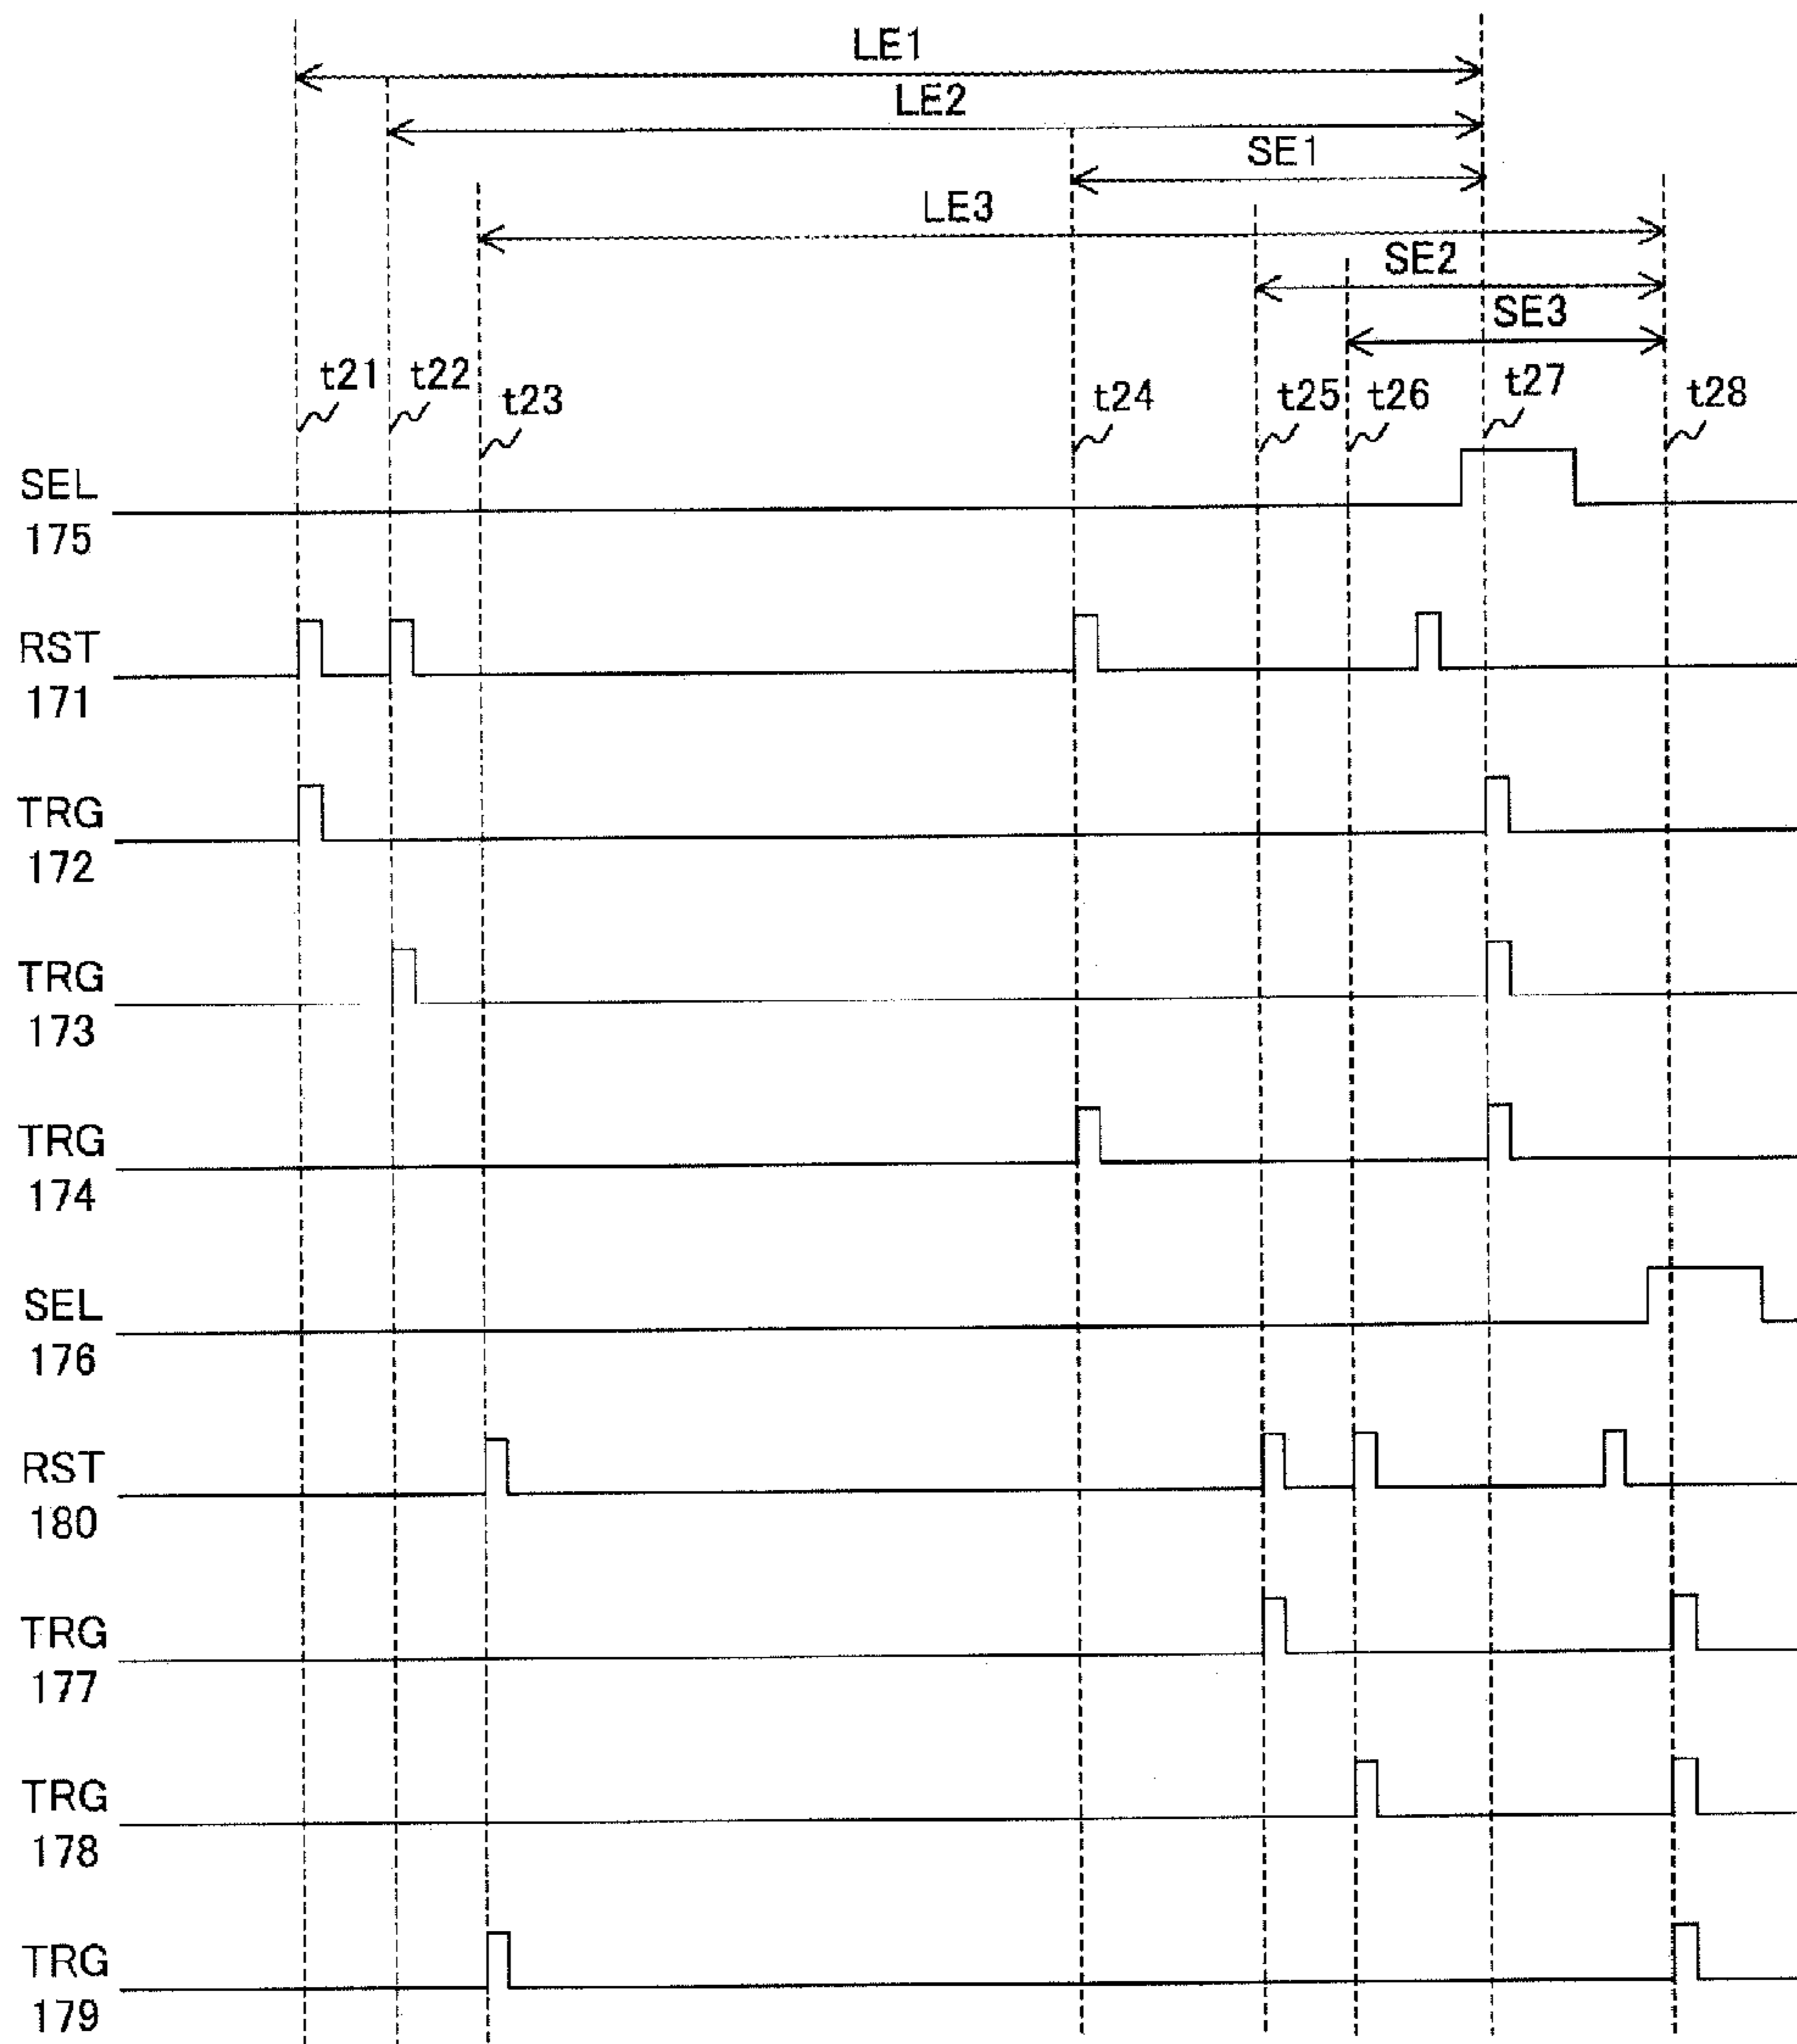 LE1
LE2
SE1
LE3
SE2
SE3
t21
t22
t23
t24
t25
t26
t27
t28
SEL
175
RST
171
TRG
172
TRG
173
TRG
174
SEL
176
RST
180
TRG
177
TRG
178
TRG
179